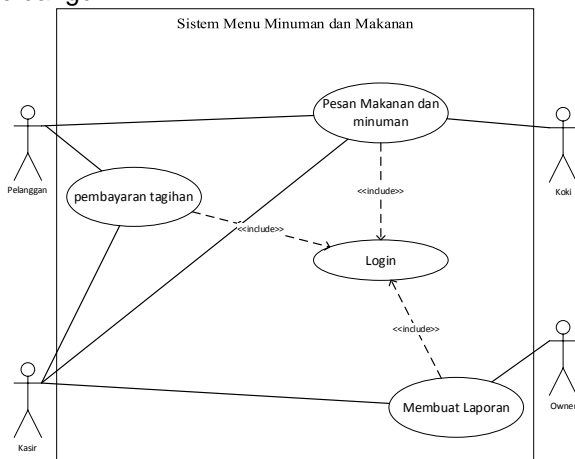 Sistem Menu Minuman dan Makanan
Pesan Makanan dan
minuman
Pelanggan
Koki
pembayaran tagihan
<<include>>
<<include>>
Login
<<include>>
Membuat Laporan
Owner
Kasir